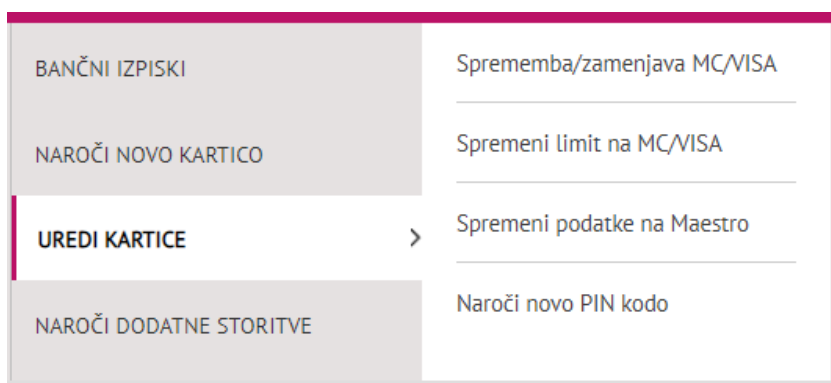 BANČNI IZPISKI
NAROČI NOVO KARTICO
UREDI KARTICE
NAROČI DODATNE STORITVE
Sprememba/zamenjava MC/VISA
Spremeni limit na MC/VISA
Spremeni podatke na Maestro
Naroči novo PIN kodo